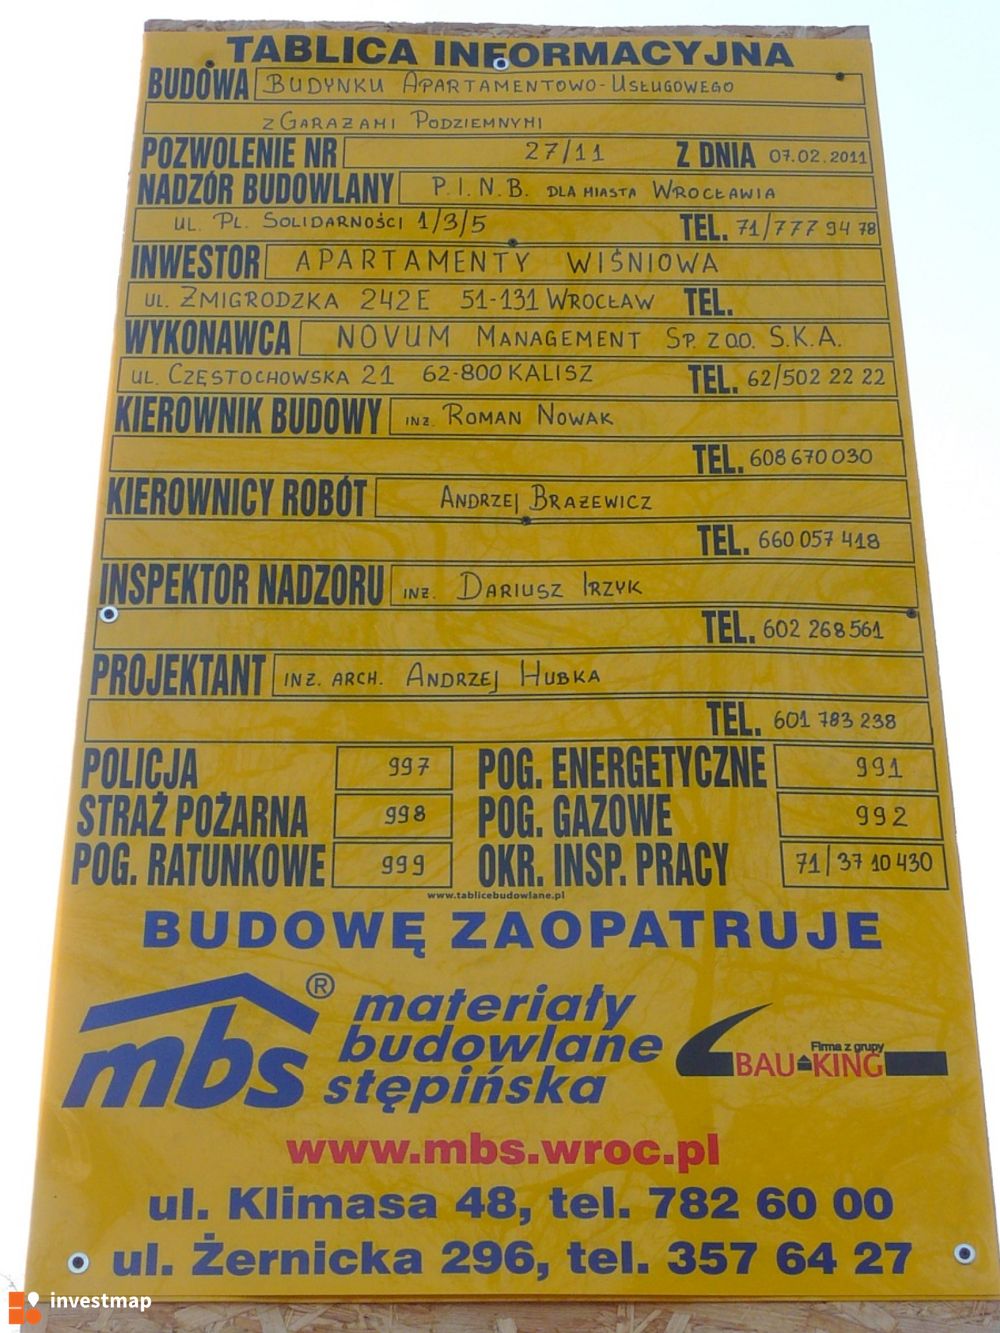 TABLICA INFORMACYJNA
BUDOWA BUDYNKU APARTAMENTOWO-USŁUGOWEGO
Z GARAŻAMI PODZIEMNYMI
POZWOLENIE NR 27/11 Z DNIA 07.02.2011
NADZÓR BUDOWLANY P.I.N.B. DLA MIASTA WROCŁAWIA
UL. PL. SOLIDARNOŚCI 1/3/5 TEL. 71/777 94 78
INWESTOR APARTAMENTY WIŚNIOWA
UL. ŻMIGRODZKA 242E 51-131 WROCŁAW TEL.
WYKONAWCA NOVUM MANAGEMENT SP. Z O.O. S.K.A.
UL. CZĘSTOCHOWSKA 21 62-800 KALISZ TEL. 62/502 22 22
KIEROWNIK BUDOWY INŻ. ROMAN NOWAK
TEL. 608 670 030
KIEROWNICY ROBÓT ANDRZEJ BRAŻEWICZ
TEL. 660 057 418
INSPEKTOR NADZORU INŻ. DARIUSZ IRZYK
TEL. 602 268 561
PROJEKTANT INŻ. ARCH. ANDRZEJ HUBKA
TEL. 601 783 238
POLICJA 997 POG. ENERGETYCZNE 991
STRAŻ POŻARNA 998 POG. GAZOWE 992
POG. RATUNKOWE 999 OKR. INSP. PRACY 71/37 10 430
www.tablicebudowlane.pl
BUDOWĘ ZAOPATRUJE
mbs® materiały
budowlane
stępińska
Firma z grupy
BAU KING
www.mbs.wroc.pl
ul. Klimasa 48, tel. 782 60 00
ul. Żernicka 296, tel. 357 64 27
investmap